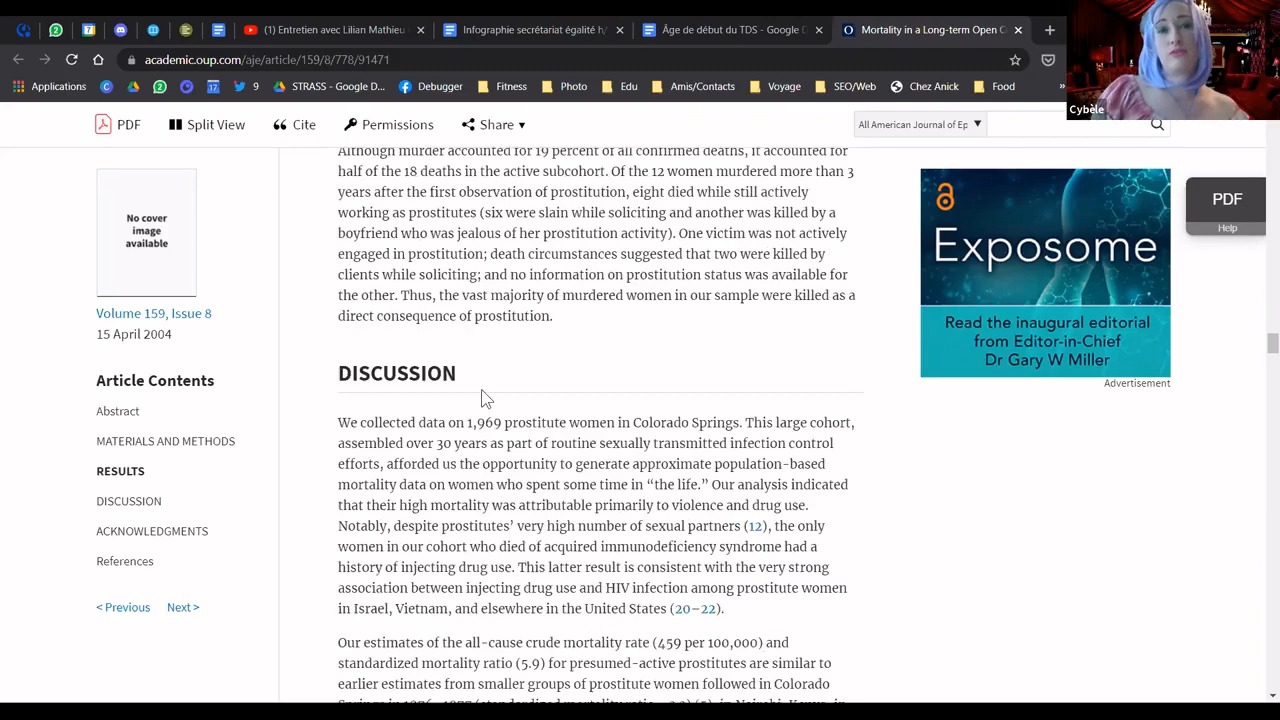 (1) Entretien avec Lilian Mathieu
Infographie secrétariat égalité h/
Âge de début du TDS - Google D
Mortality in a Long-term Open C
academic.oup.com/aje/article/159/8/778/91471
Applications
9
STRASS - Google D...
Debugger
Fitness
Photo
Edu
Amis/Contacts
Voyage
SEO/Web
Chez Anick
Food
Cybèle
PDF
Split View
Cite
Permissions
Share
All American Journal of Ep
No cover
image
available
Volume 159, Issue 8
15 April 2004
Article Contents
Abstract
MATERIALS AND METHODS
RESULTS
DISCUSSION
ACKNOWLEDGMENTS
References
< Previous Next >
Although murder accounted for 19 percent of all confirmed deaths, it accounted for
half of the 18 deaths in the active subcohort. Of the 12 women murdered more than 3
years after the first observation of prostitution, eight died while still actively
working as prostitutes (six were slain while soliciting and another was killed by a
boyfriend who was jealous of her prostitution activity). One victim was not actively
engaged in prostitution; death circumstances suggested that two were killed by
clients while soliciting; and no information on prostitution status was available for
the other. Thus, the vast majority of murdered women in our sample were killed as a
direct consequence of prostitution.
DISCUSSION
We collected data on 1,969 prostitute women in Colorado Springs. This large cohort,
assembled over 30 years as part of routine sexually transmitted infection control
efforts, afforded us the opportunity to generate approximate population-based
mortality data on women who spent some time in “the life.” Our analysis indicated
that their high mortality was attributable primarily to violence and drug use.
Notably, despite prostitutes’ very high number of sexual partners (12), the only
women in our cohort who died of acquired immunodeficiency syndrome had a
history of injecting drug use. This latter result is consistent with the very strong
association between injecting drug use and HIV infection among prostitute women
in Israel, Vietnam, and elsewhere in the United States (20–22).
Our estimates of the all-cause crude mortality rate (459 per 100,000) and
standardized mortality ratio (5.9) for presumed-active prostitutes are similar to
earlier estimates from smaller groups of prostitute women followed in Colorado
Exposome
Read the inaugural editorial
from Editor-in-Chief
Dr Gary W Miller
Advertisement
PDF
Help